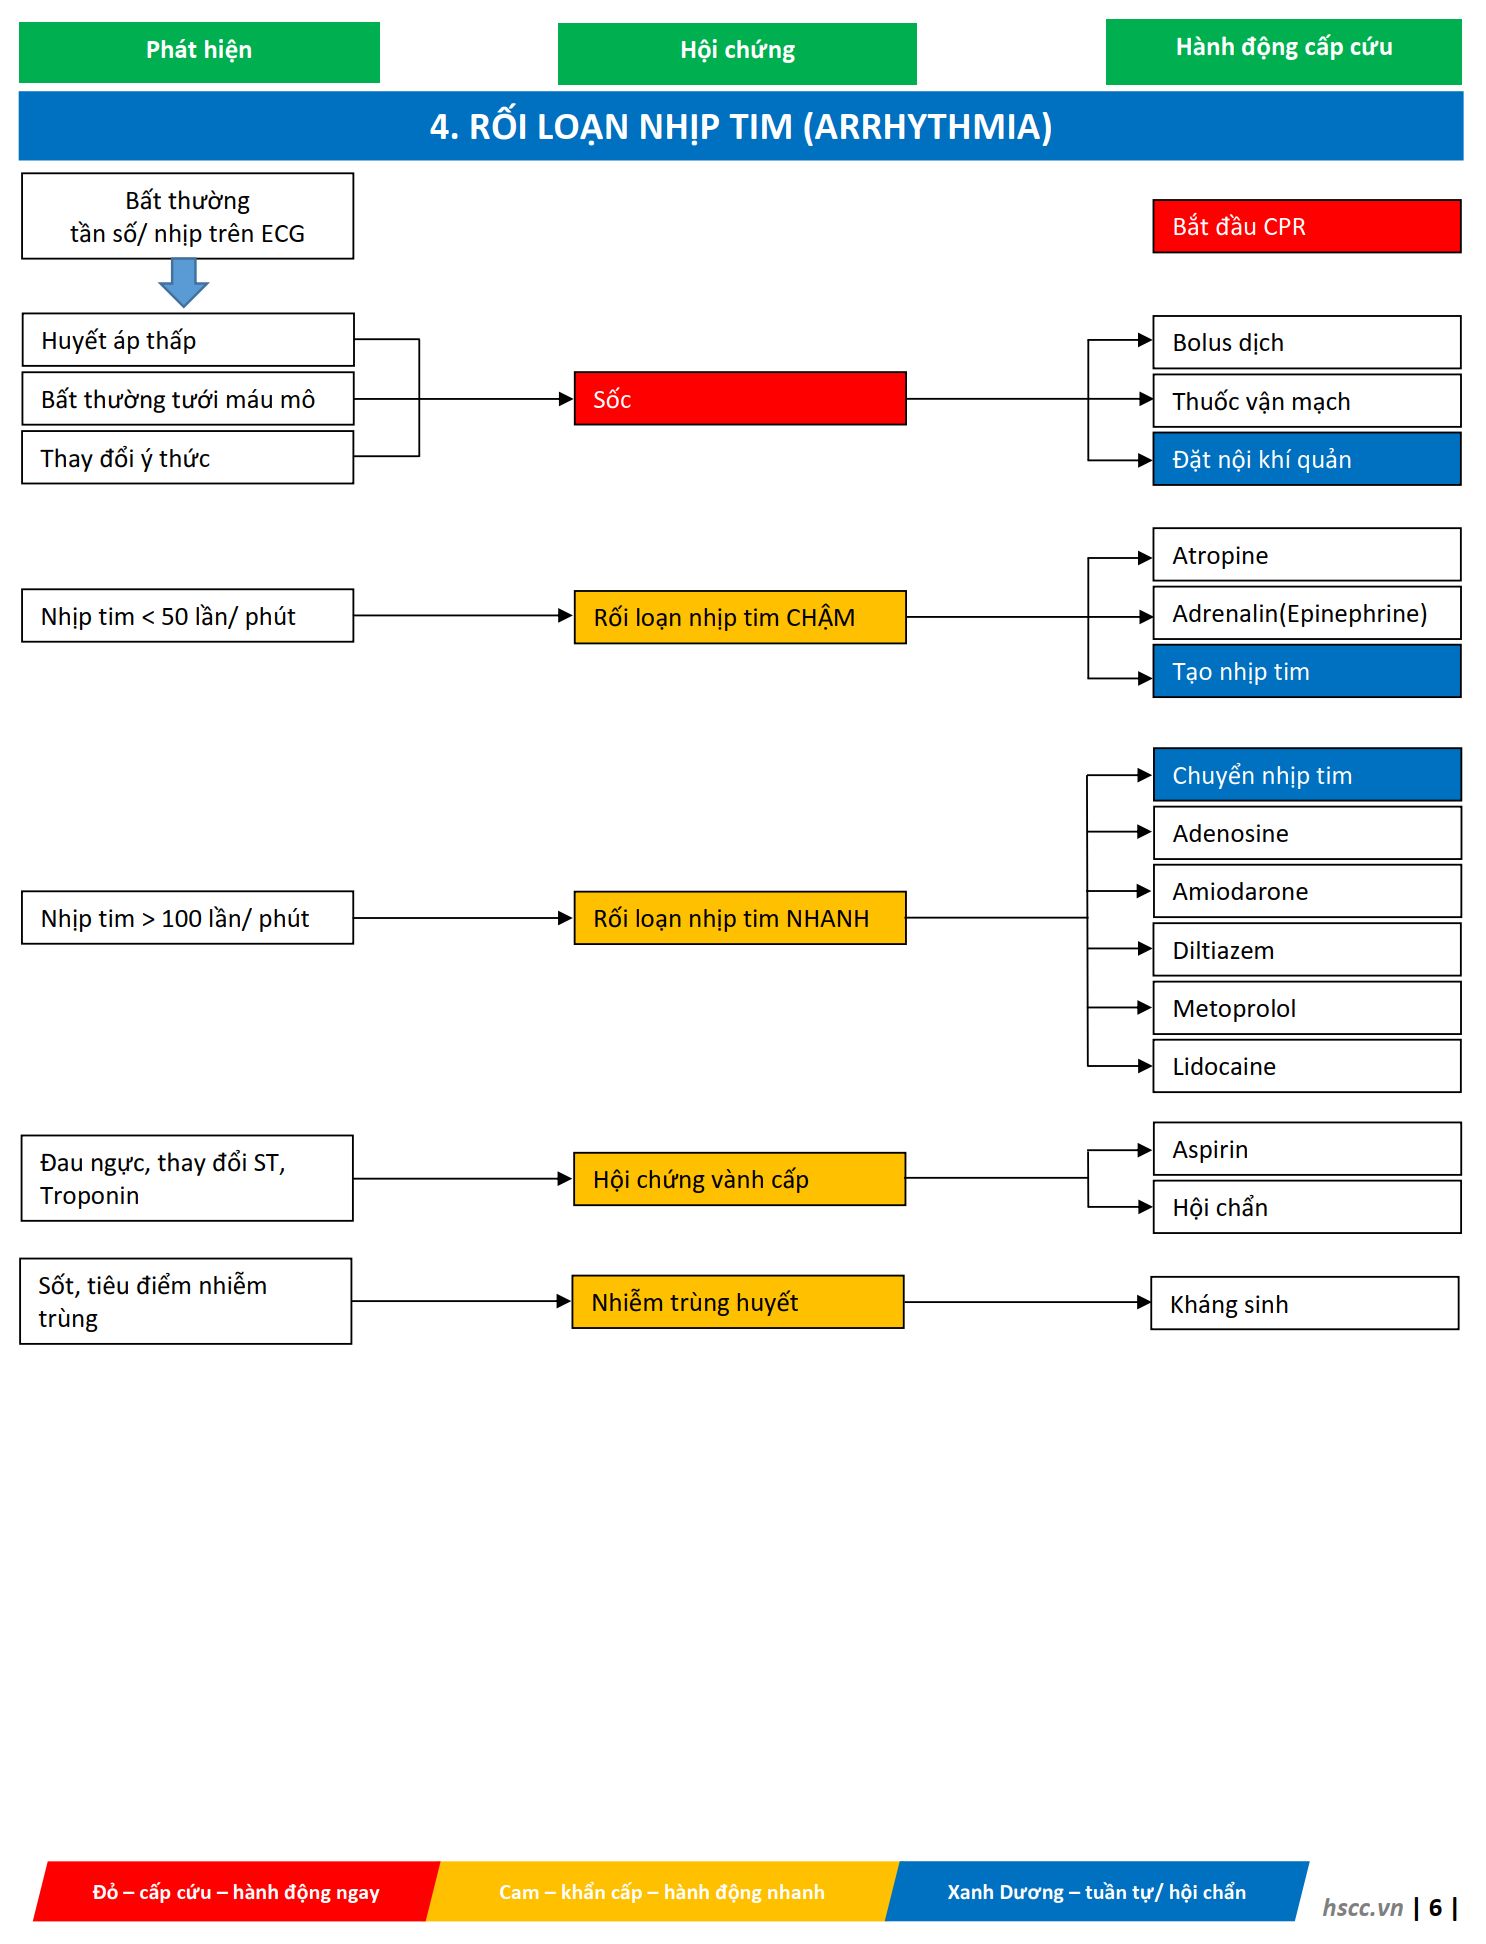 Phát hiện
Hội chứng
Hành động cấp cứu
4. RỐI LOẠN NHỊP TIM (ARRHYTHMIA)
Bất thường
tần số/ nhịp trên ECG
Bắt đầu CPR
Huyết áp thấp
Bất thường tưới máu mô
Thay đổi ý thức
Sốc
Bolus dịch
Thuốc vận mạch
Đặt nội khí quản
Nhịp tim < 50 lần/ phút
Rối loạn nhịp tim CHẬM
Atropine
Adrenalin(Epinephrine)
Tạo nhịp tim
Nhịp tim > 100 lần/ phút
Rối loạn nhịp tim NHANH
Chuyển nhịp tim
Adenosine
Amiodarone
Diltiazem
Metoprolol
Lidocaine
Đau ngực, thay đổi ST,
Troponin
Hội chứng vành cấp
Aspirin
Hội chẩn
Sốt, tiêu điểm nhiễm
trùng
Nhiễm trùng huyết
Kháng sinh
Đỏ – cấp cứu – hành động ngay
Cam – khẩn cấp – hành động nhanh
Xanh Dương – tuần tự/ hội chẩn
hscc.vn | 6 |